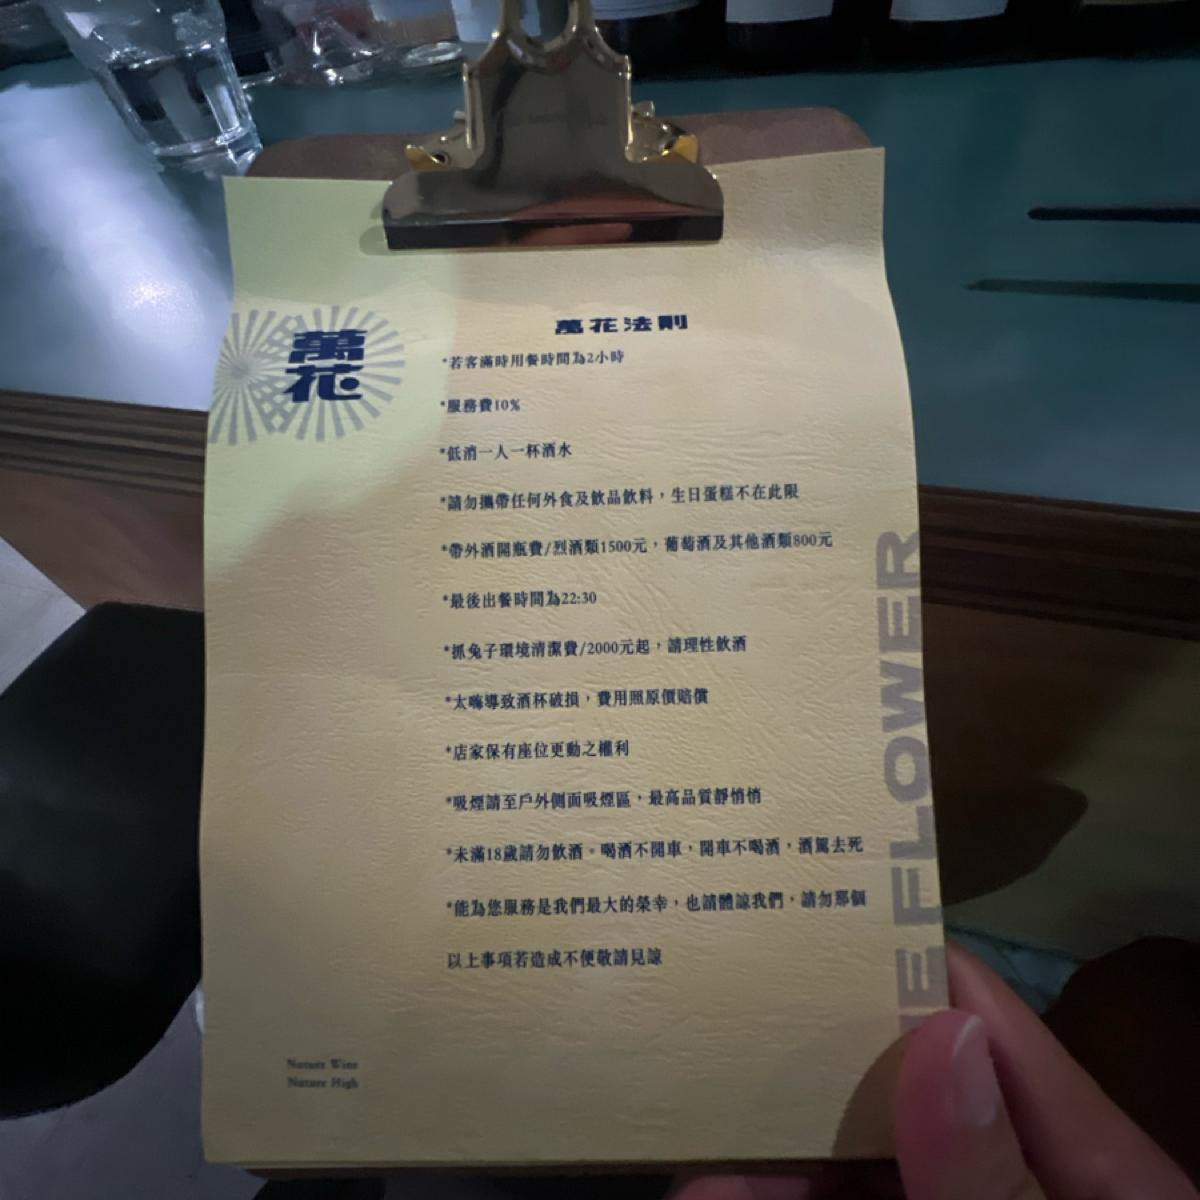 萬花
萬花法則
*若客滿時用餐時間為2小時
*服務費10%
*低消一人一杯酒水
*請勿攜帶任何外食及飲品飲料，生日蛋糕不在此限
*帶外酒開瓶費/烈酒類1500元，葡萄酒及其他酒類800元
*最後出餐時間為22:30
*抓兔子環境清潔費/2000元起，請理性飲酒
*太嗨導致酒杯破損，費用照原價賠償
*店家保有座位更動之權利
*吸煙請至戶外側面吸煙區，最高品質靜悄悄
*未滿18歲請勿飲酒。喝酒不開車，開車不喝酒，酒駕去死
*能為您服務是我們最大的榮幸，也請體諒我們，請勿那個
以上事項若造成不便敬請見諒
Nature Wine
Nature High
FLOWER